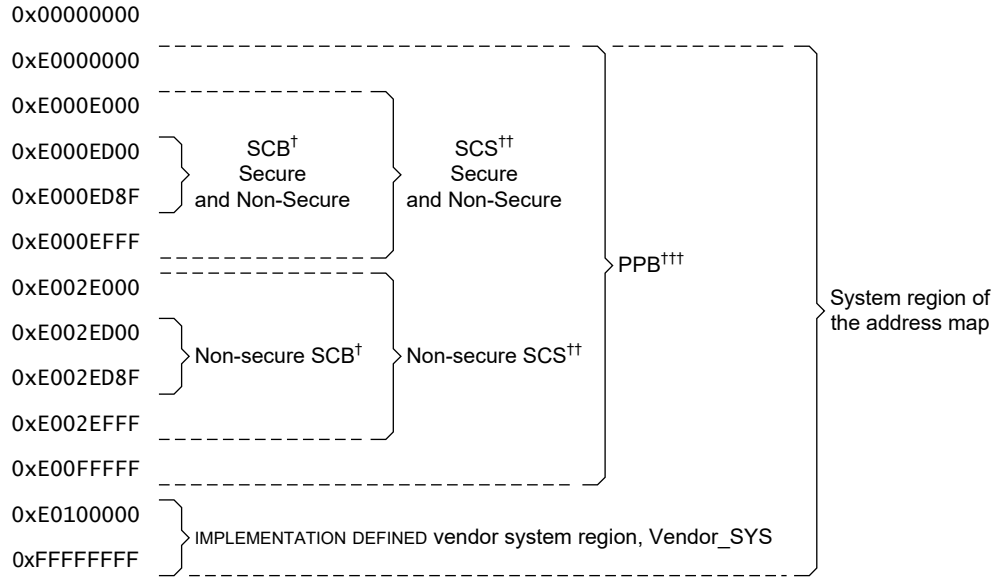 0x00000000
0xE0000000
0xE000E000
0xE000ED00
0xE000ED8F
0xE000EFFF
0xE002E000
0xE002ED00
0xE002ED8F
0xE002EFFF
0xE00FFFFF
0xE0100000
0xFFFFFFFF
SCB††
Secure
and Non-Secure
SCS††
Secure
and Non-Secure
Non-secure SCB†
Non-secure SCS††
PPB†††
System region of
the address map
IMPLEMENTATION DEFINED vendor system region, Vendor_SYS